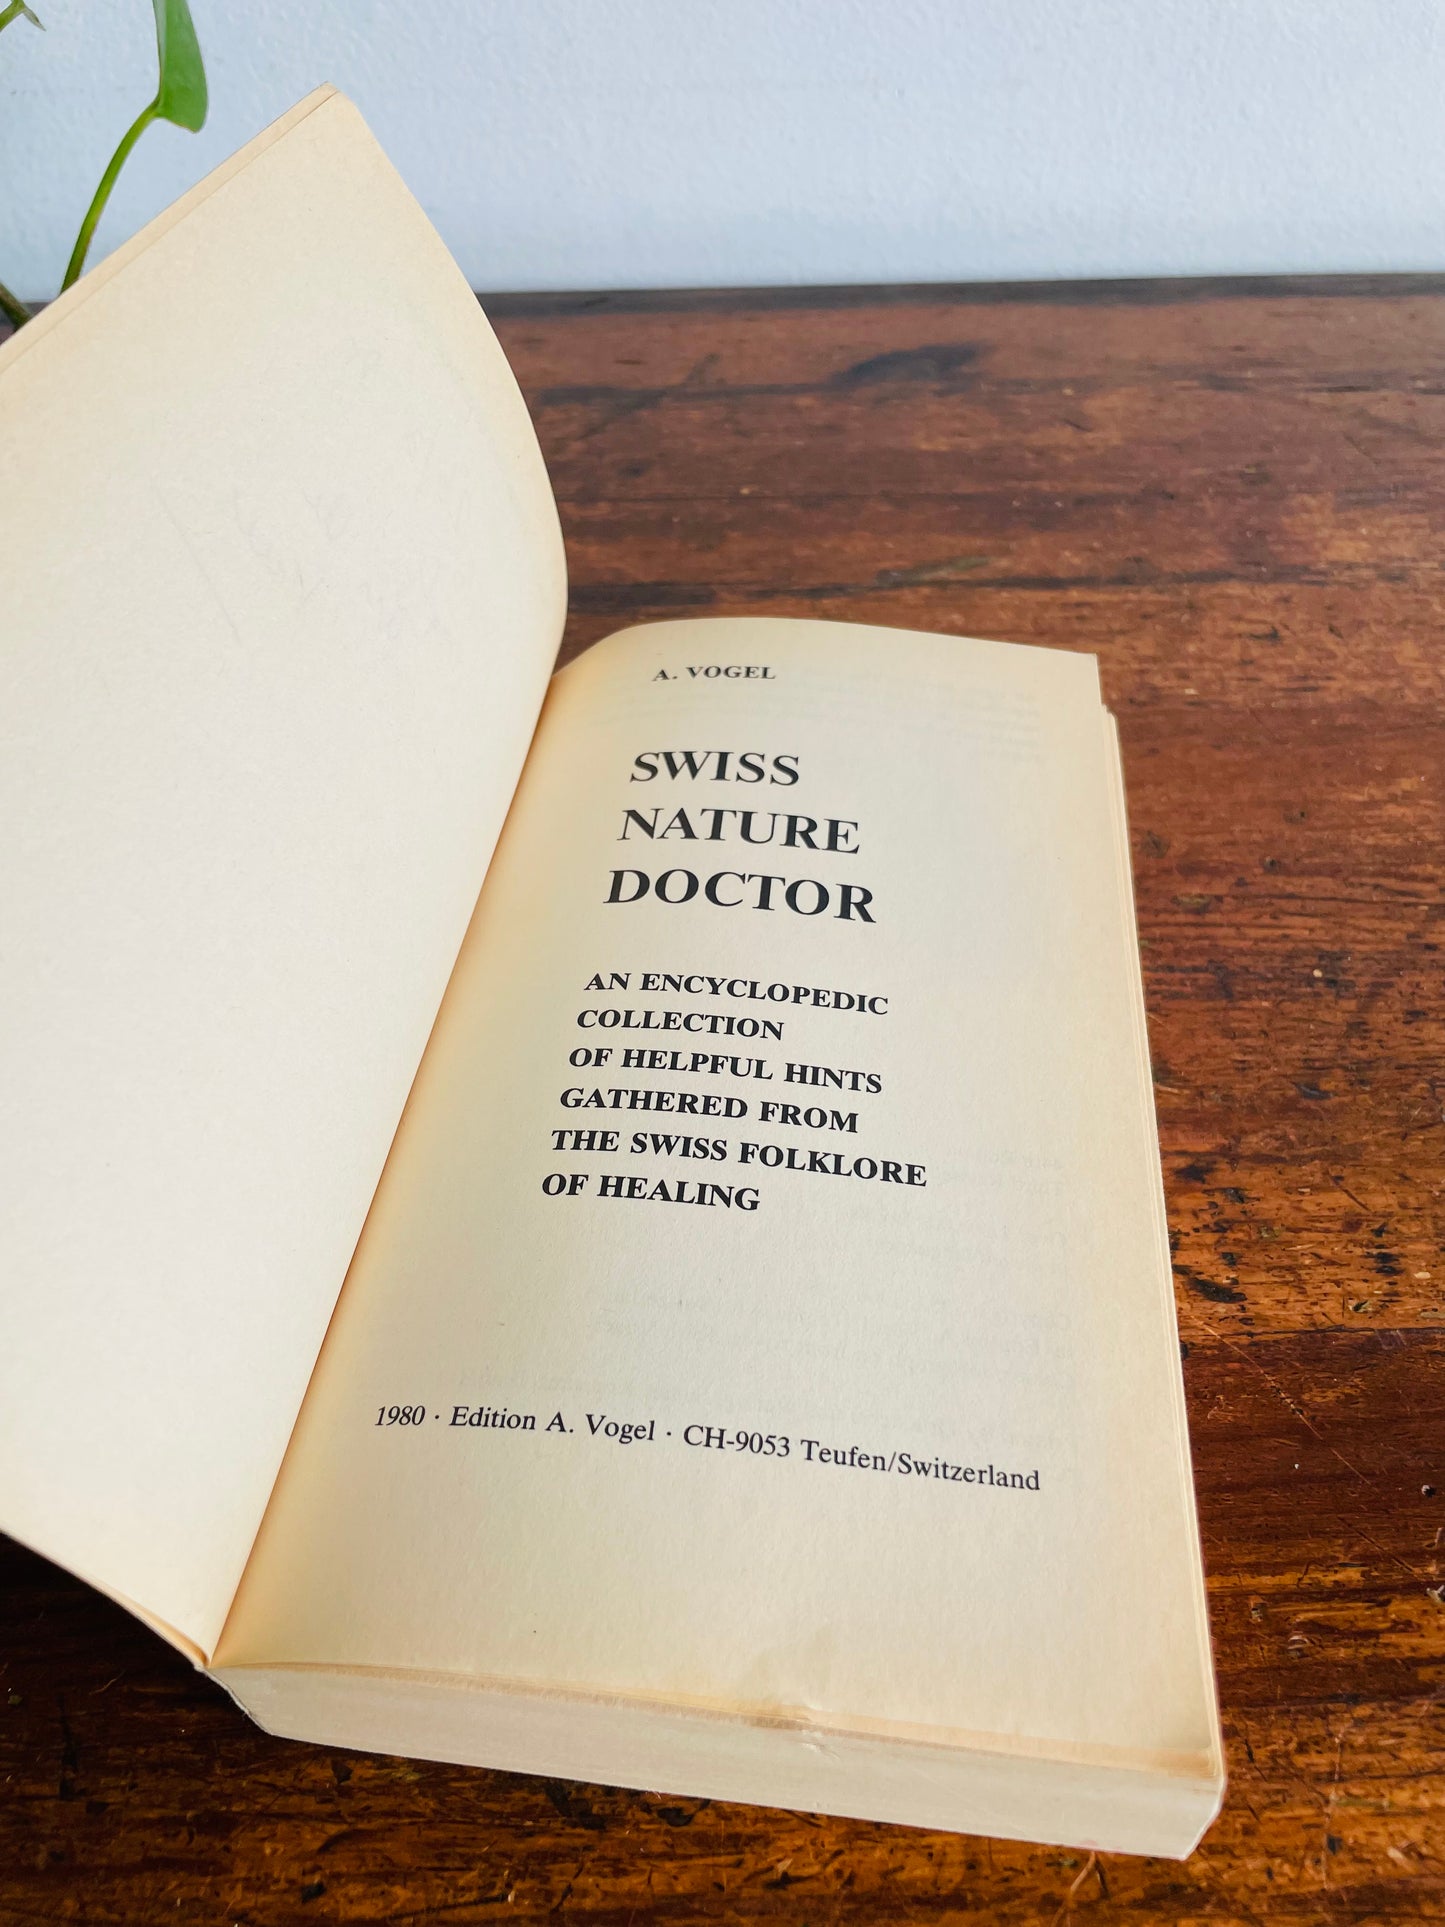 A. VOGEL
SWISS
NATURE
DOCTOR
AN ENCYCLOPEDIC
COLLECTION
OF HELPFUL HINTS
GATHERED FROM
THE SWISS FOLKLORE
OF HEALING
1980 · Edition A. Vogel · CH-9053 Teufen/Switzerland